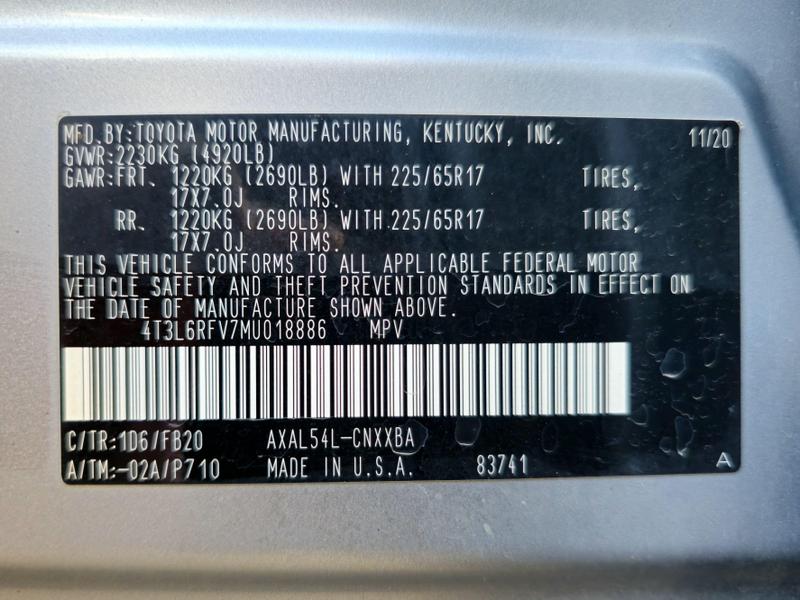 MFD.BY:TOYOTA MOTOR MANUFACTURING, KENTUCKY, INC. 11/20
GVWR:2230KG (4920LB)
GAWR:FRT. 1220KG (2690LB) WITH 225/65R17 TIRES,
17X7.0J RIMS.
RR. 1220KG (2690LB) WITH 225/65R17 TIRES,
17X7.0J RIMS.
THIS VEHICLE CONFORMS TO ALL APPLICABLE FEDERAL MOTOR
VEHICLE SAFETY AND THEFT PREVENTION STANDARDS IN EFFECT ON
THE DATE OF MANUFACTURE SHOWN ABOVE.
4T3L6RFV7MU018886 MPV
C/TR:1D6/FB20 AXAL54L-CNXXBA
A/TM:-02A/P710 MADE IN U.S.A. 83741 A